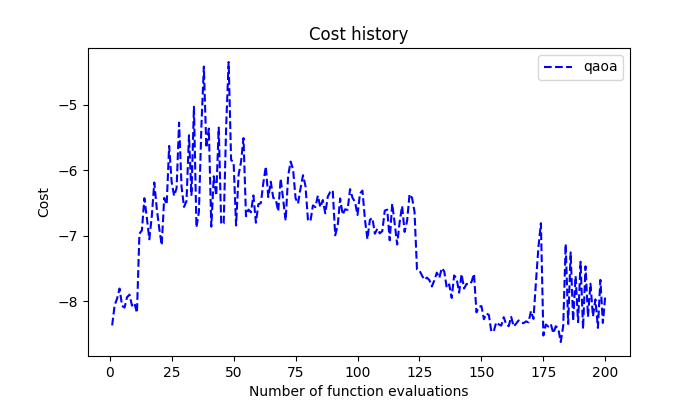 Cost history
qaoa
Cost
−5
−6
−7
−8
0 25 50 75 100 125 150 175 200
Number of function evaluations